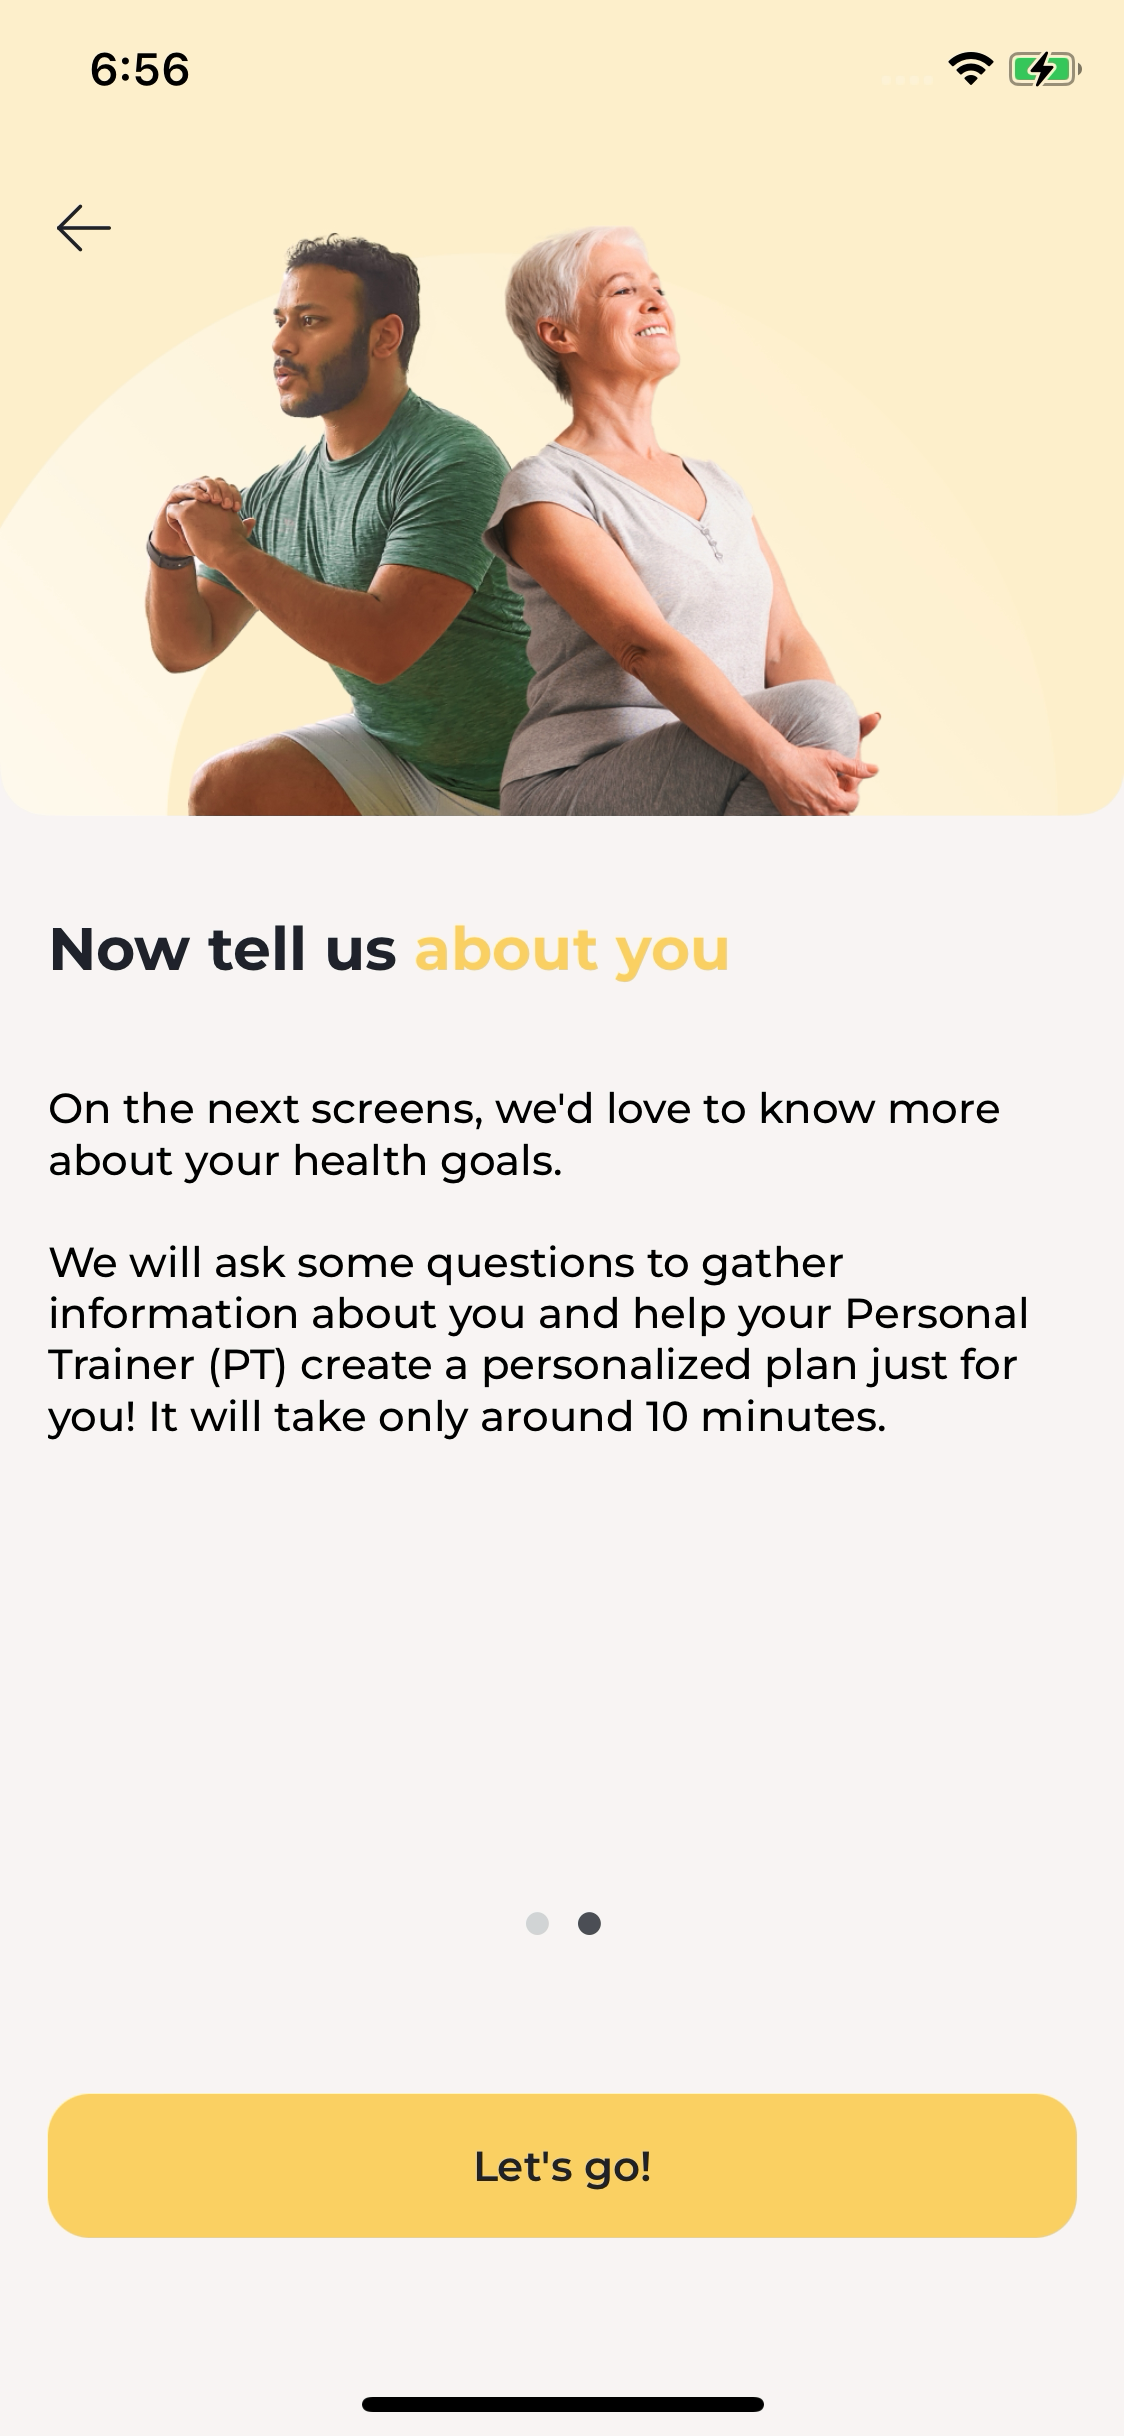 6:56
Now tell us about you
On the next screens, we'd love to know more
about your health goals.
We will ask some questions to gather
information about you and help your Personal
Trainer (PT) create a personalized plan just for
you! It will take only around 10 minutes.
Let's go!